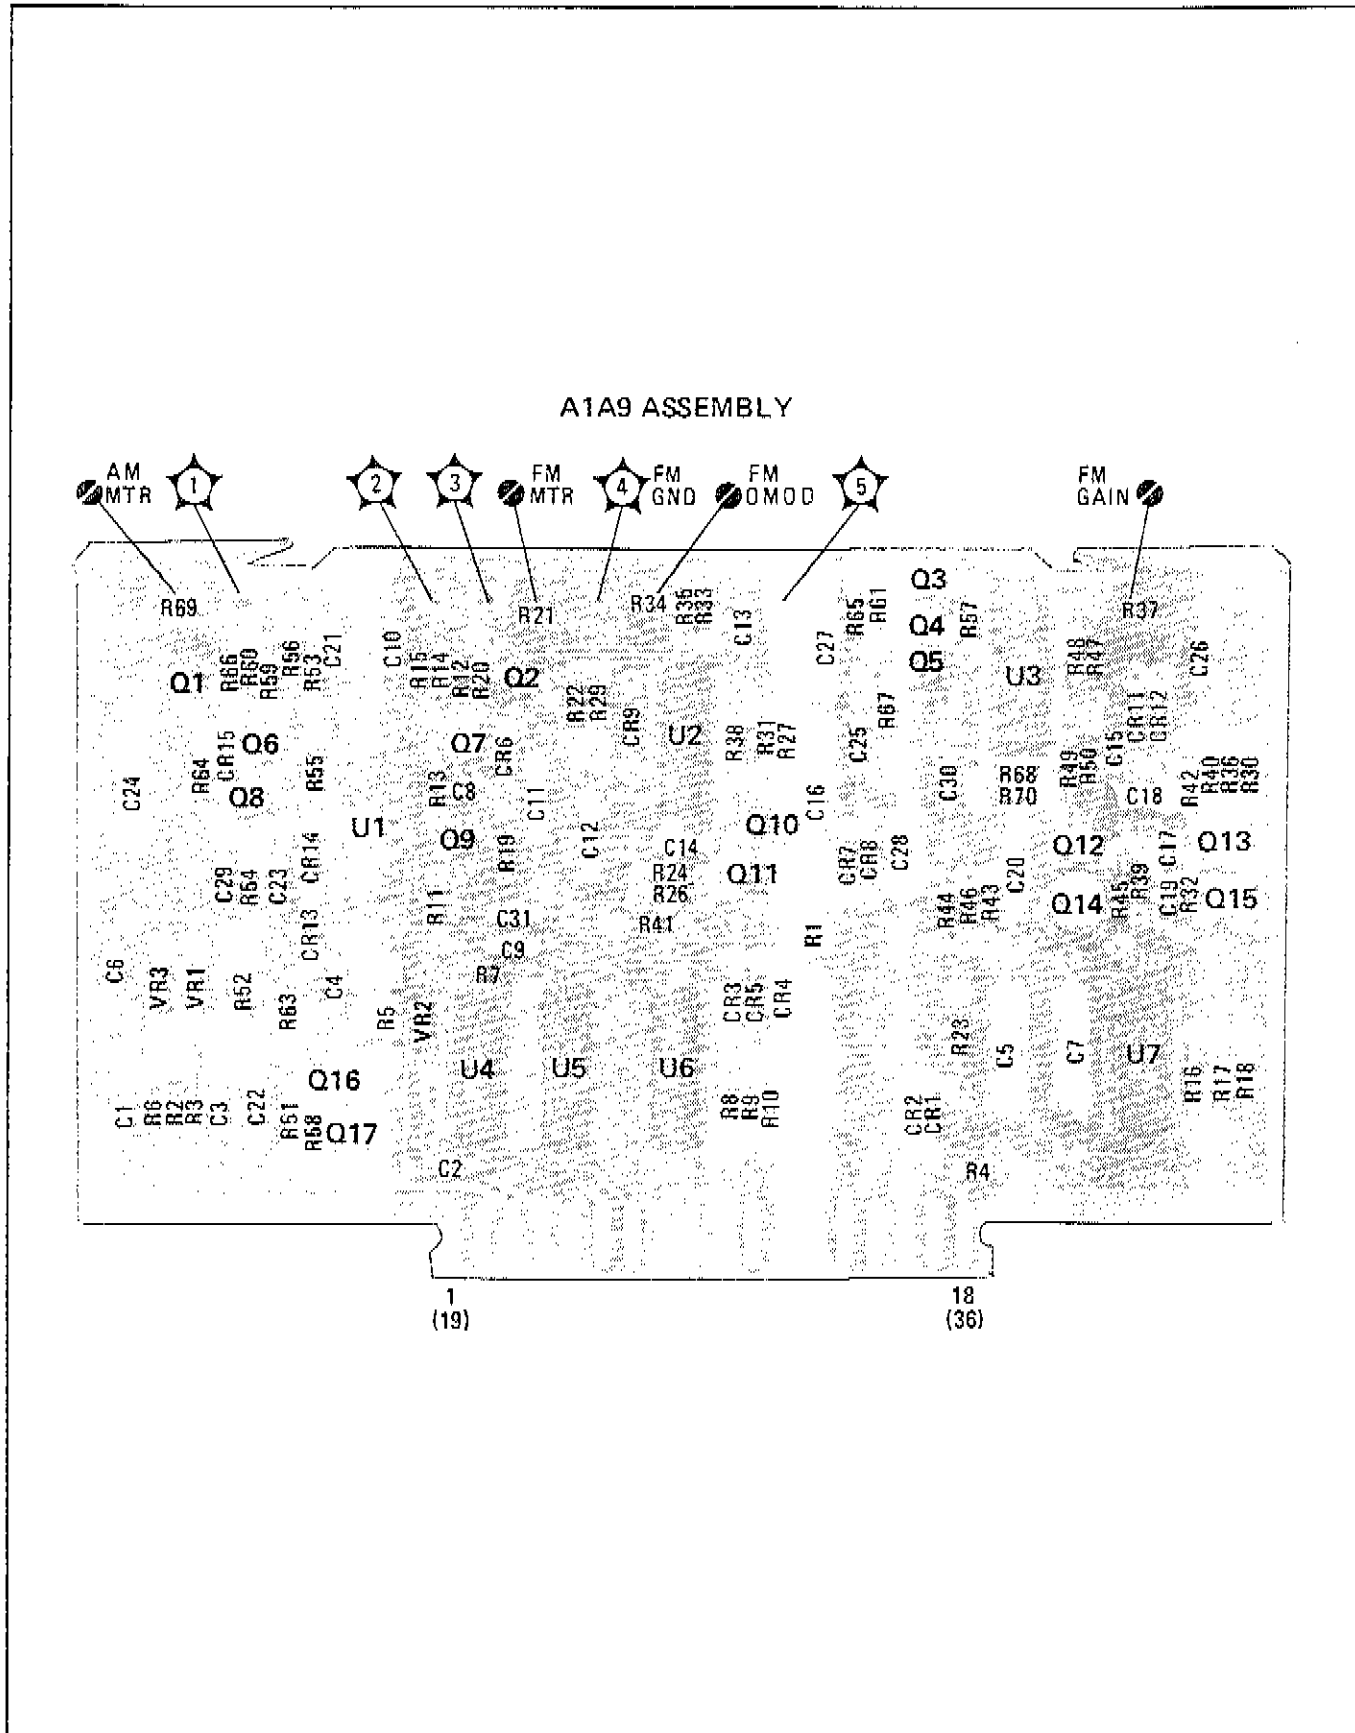 A1A9 ASSEMBLY
AM
MTR
1
2
3
FM
MTR
4
FM
GND
FM
DMOD
5
FM
GAIN
R69
R21
R34
R35
R33
C13
R65
R61
Q3
Q4
Q5
R57
R37
Q1
R66
R60
R59
R56
R53
C21
C10
R15
R14
R12
R20
Q2
R22
R29
CR9
U2
C27
R67
U3
R48
R47
C26
R64
CR15
Q6
R55
Q7
CR6
R38
R31
R27
C25
C15
CR11
CR12
C24
Q8
U1
R13
C8
C11
C16
C30
R68
R70
R49
R50
C18
R42
R40
R36
R30
CR14
Q9
R19
C12
C14
Q10
Q11
CR7
CR8
C28
Q12
C17
Q13
C29
R54
C23
R11
R24
R26
C20
Q14
R45
R39
C19
R32
Q15
CR13
C31
R41
R1
R44
R46
R43
C6
VR3
VR1
R52
R63
C4
R5
VR2
C9
R7
CR3
CR5
CR4
R23
C5
C7
U7
U4
U5
U6
Q16
C1
R6
R2
R3
C3
C22
R51
R58
Q17
R8
R9
R10
CR2
CR1
R16
R17
R18
C2
R4
1
(19)
18
(36)